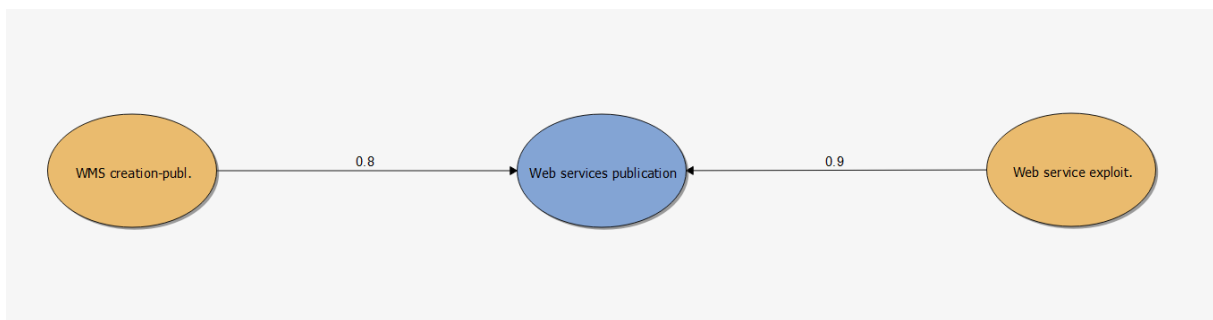 0.8
0.9
WMS creation-publ.
Web services publication
Web service exploit.